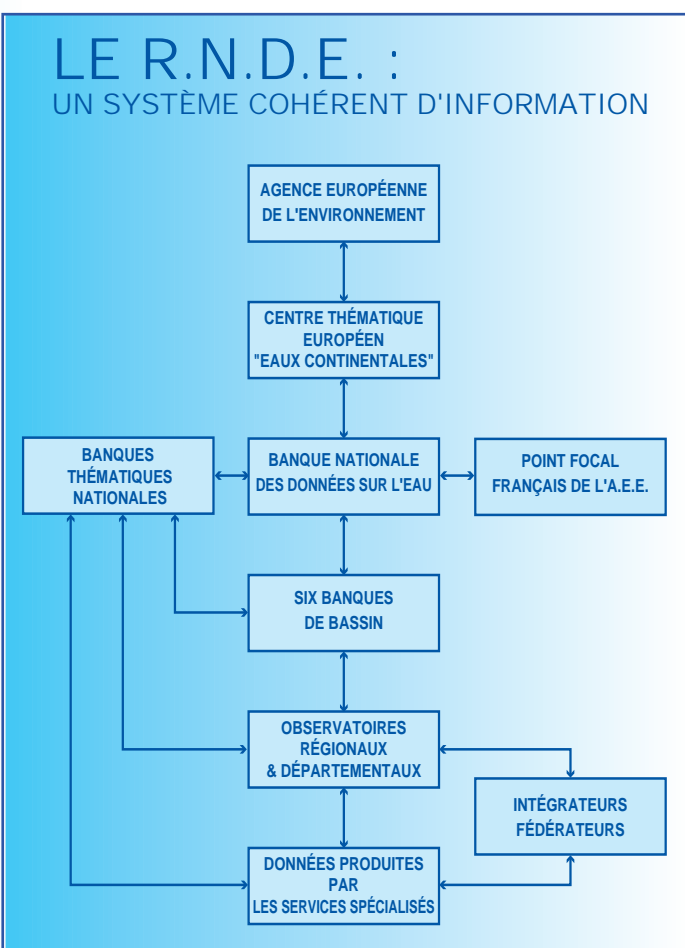 LE R.N.D.E. :
UN SYSTÈME COHÉRENT D'INFORMATION
AGENCE EUROPÉENNE
DE L'ENVIRONNEMENT
CENTRE THÉMATIQUE
EUROPÉEN
"EAUX CONTINENTALES"
BANQUES
THÉMATIQUES
NATIONALES
BANQUE NATIONALE
DES DONNÉES SUR L'EAU
POINT FOCAL
FRANÇAIS DE L'A.E.E.
SIX BANQUES
DE BASSIN
OBSERVATOIRES
RÉGIONAUX
& DÉPARTEMENTAUX
INTÉGRATEURS
FÉDÉRATEURS
DONNÉES PRODUITES
PAR
LES SERVICES SPÉCIALISÉS